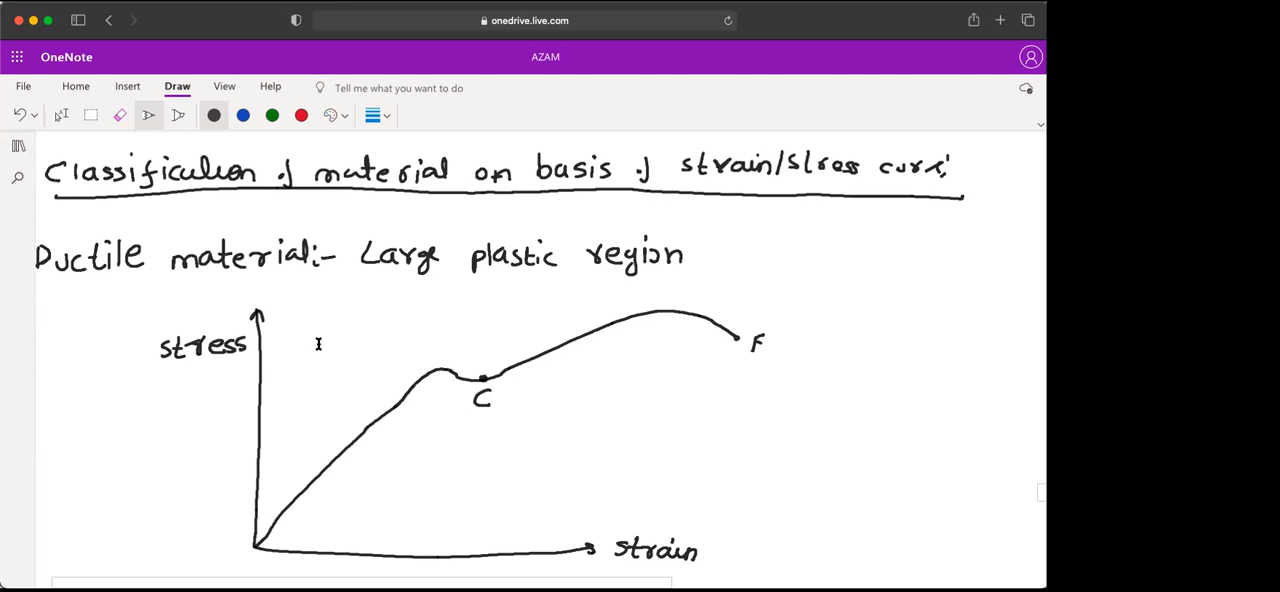 onedrive.live.com
OneNote
AZAM
File Home Insert Draw View Help Tell me what you want to do
Classification of material on basis of strain/stress curve
Ductile material:- Large plastic region
stress
F
C
strain